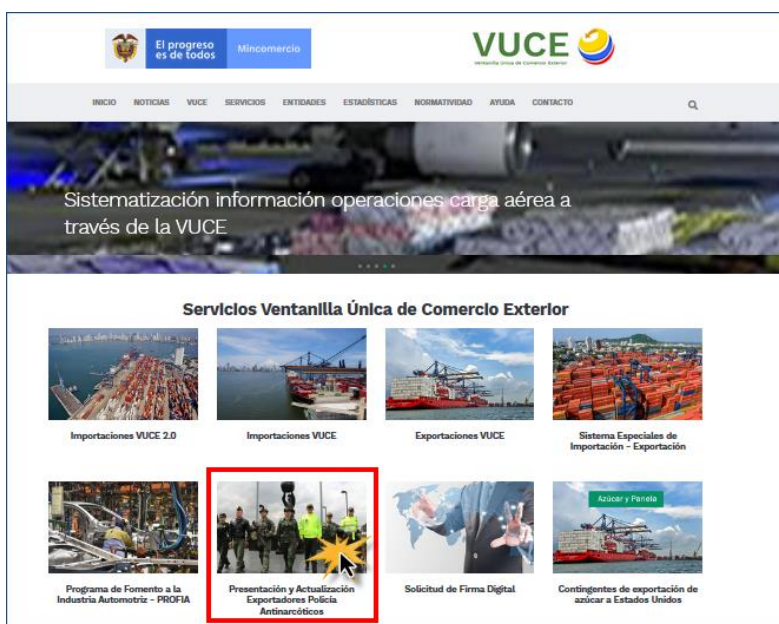 El progreso
es de todos
Mincomercio
VUCE
Ventanilla Única de Comercio Exterior
INICIO NOTICIAS VUCE SERVICIOS ENTIDADES ESTADÍSTICAS NORMATIVIDAD AYUDA CONTACTO
Sistematización información operaciones carga aérea a
través de la VUCE
Servicios Ventanilla Única de Comercio Exterior
Importaciones VUCE 2.0
Importaciones VUCE
Exportaciones VUCE
Sistema Especiales de
Importación - Exportación
Azúcar y Panela
Programa de Fomento a la
Industria Automotriz - PROFIA
Presentación y Actualización
Exportadores Policía
Antinarcóticos
Solicitud de Firma Digital
Contingentes de exportación de
azúcar a Estados Unidos